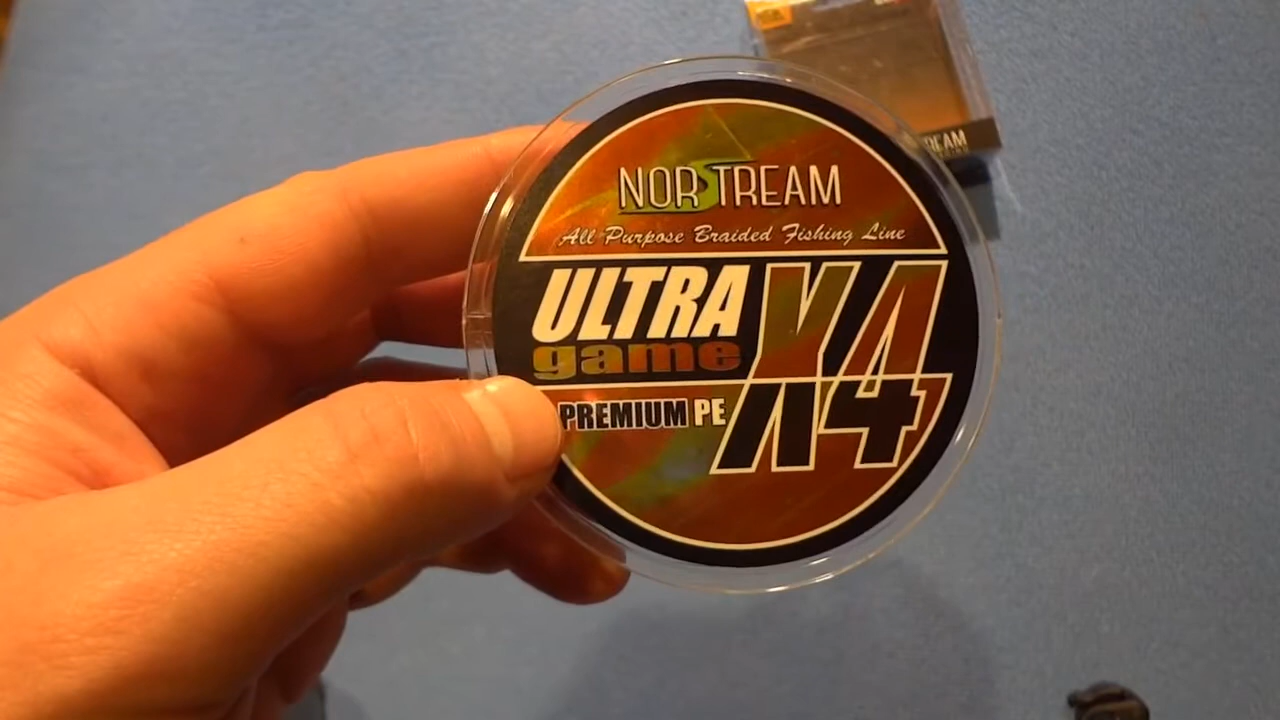 NORSTREAM
All Purpose Braided Fishing Line
ULTRA X4
game
PREMIUM PE